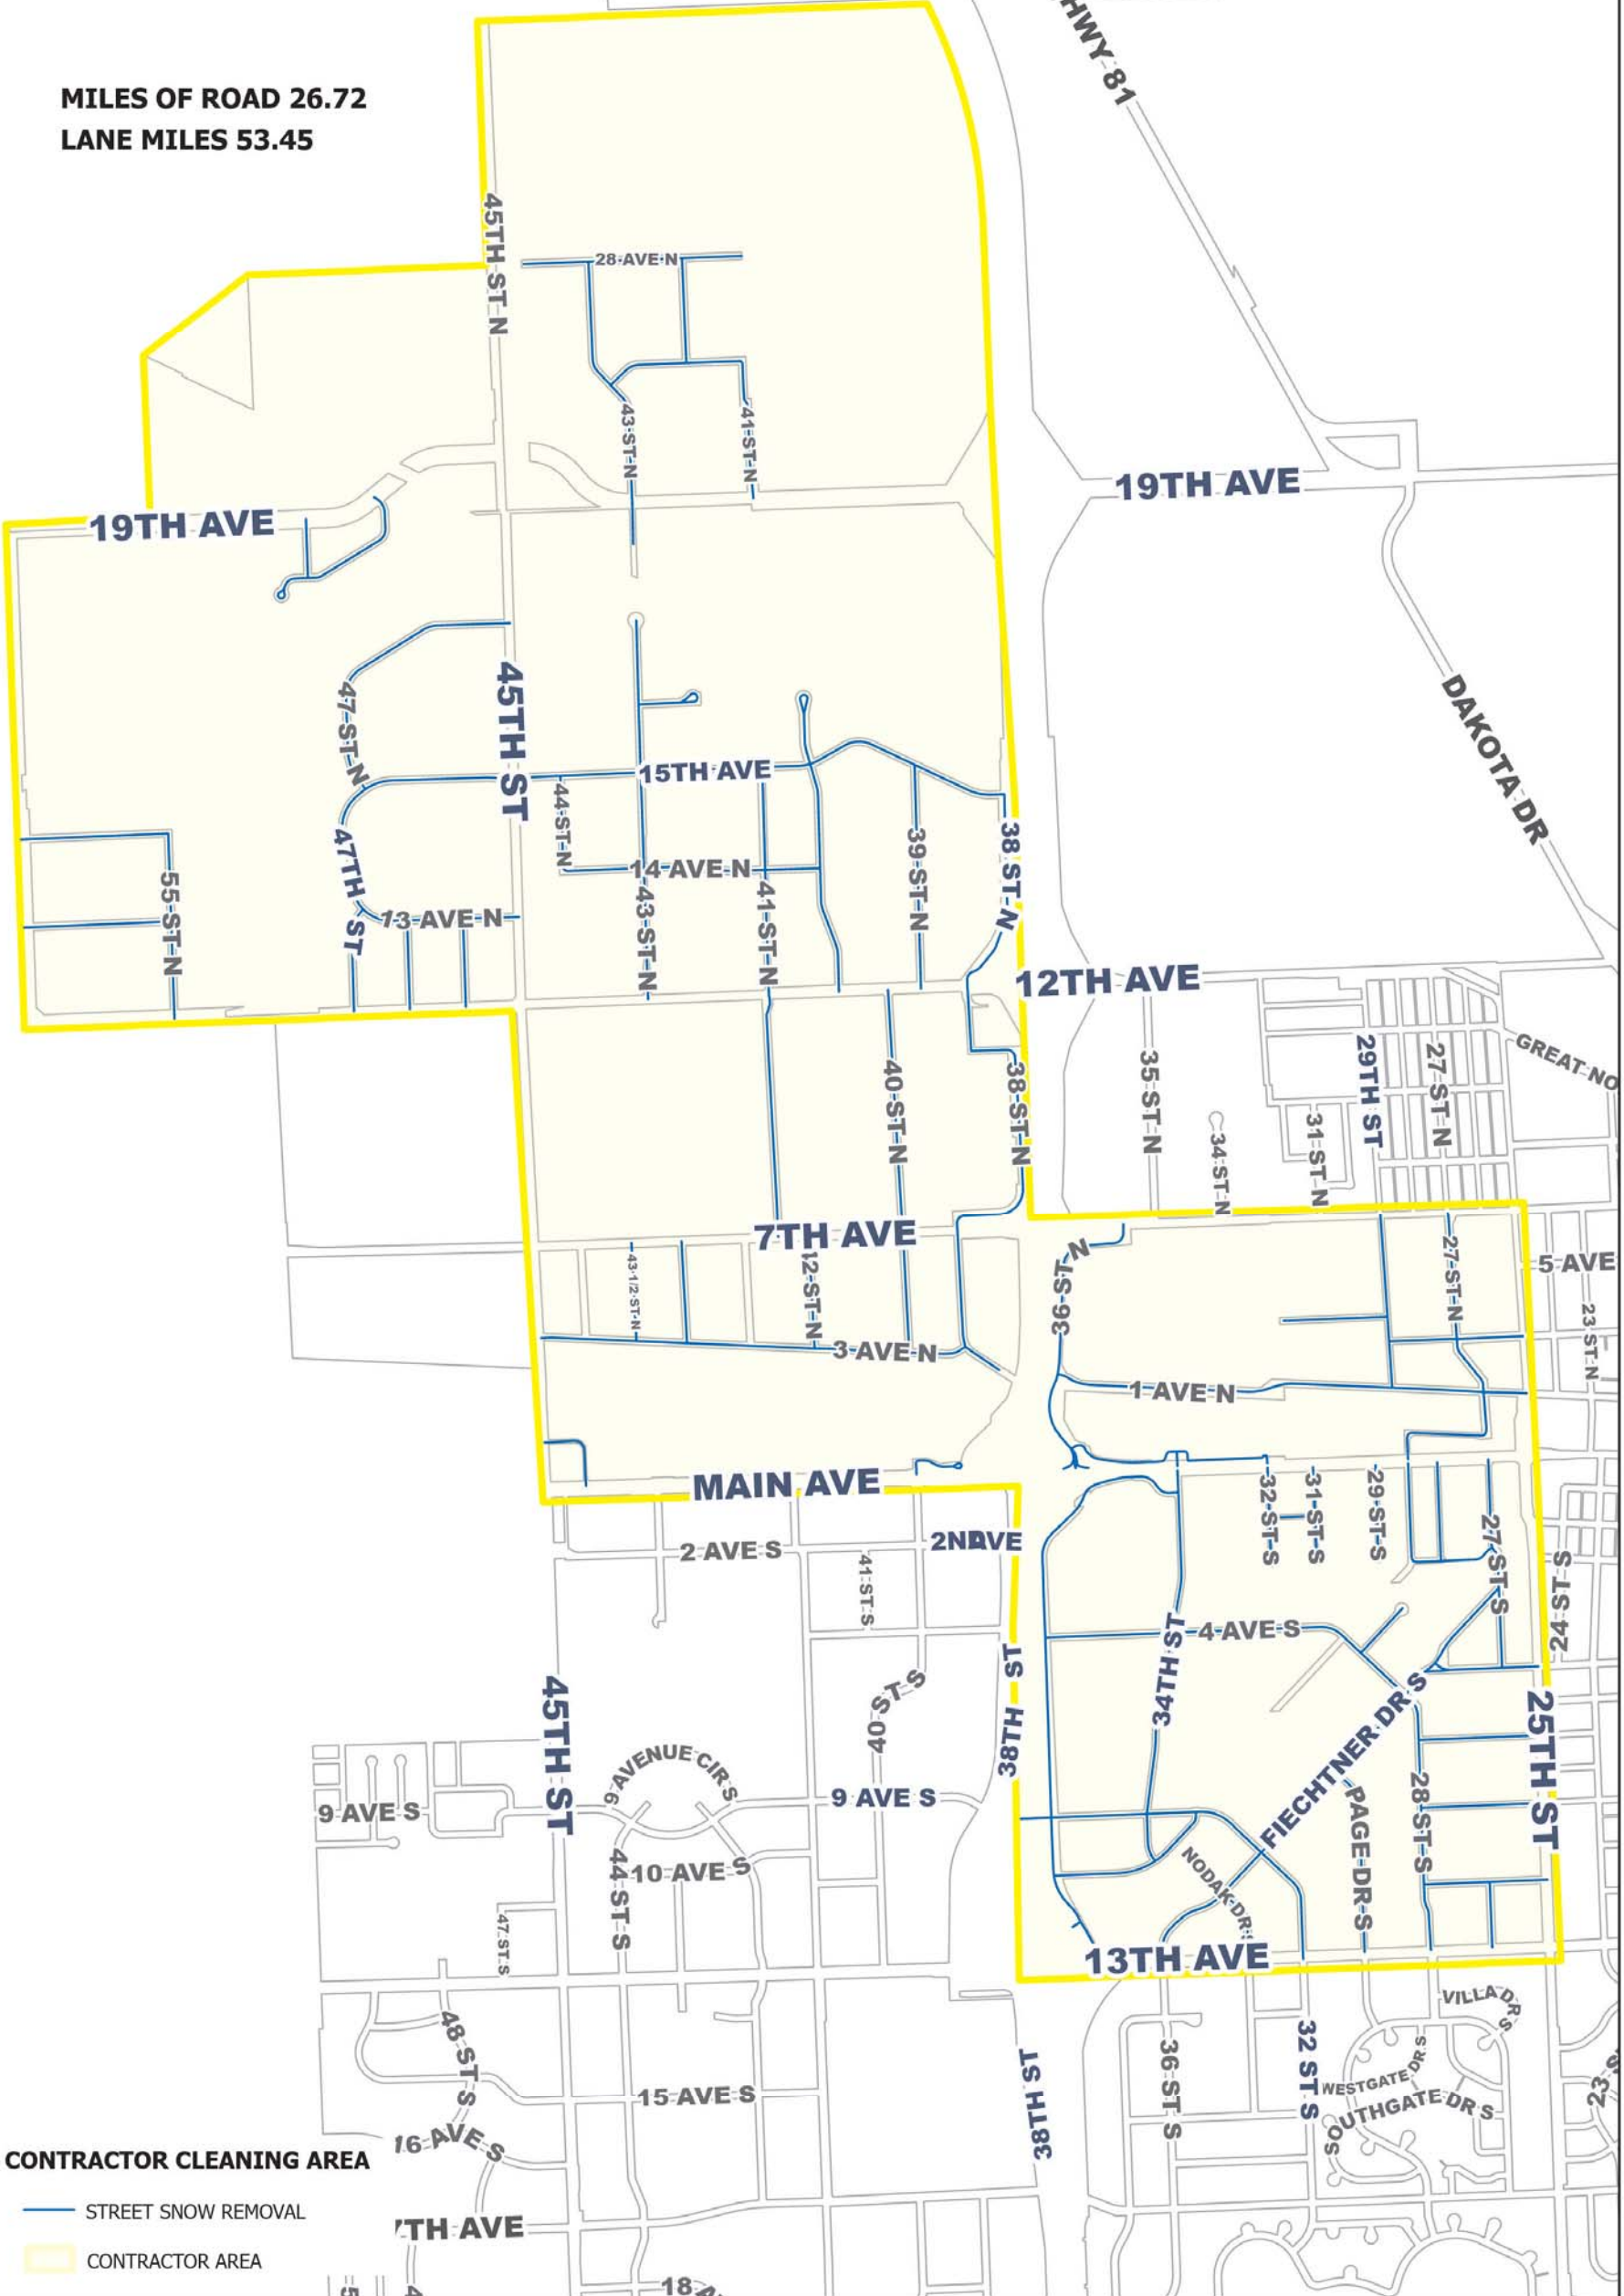 HWY 81
MILES OF ROAD 26.72
LANE MILES 53.45
45TH ST N
28 AVE N
43 ST N
41 ST N
19TH AVE
19TH AVE
47 ST N
45TH ST
DAKOTA DR
15TH AVE
44 ST N
38 ST N
39 ST N
47TH ST
14 AVE N
55 ST N
13 AVE N
43 ST N
41 ST N
12TH AVE
GREAT NO
29TH ST
27 ST N
35 ST N
40 ST N
38 ST N
31 ST N
34 ST N
7TH AVE
36 ST N
27 ST N
5 AVE
43 1/2 ST N
12 ST N
23 ST N
3 AVE N
1 AVE N
MAIN AVE
32 ST S
31 ST S
29 ST S
27 ST S
2 AVE S
2ND AVE
41 ST S
24 ST S
4 AVE S
38TH ST
34TH ST
40 ST S
45TH ST
FIECHTNER DR S
25TH ST
9 AVENUE CIR S
9 AVE S
9 AVE S
PAGE DR S
28 ST S
44 ST S
10 AVE S
NODAK DR
47 ST S
13TH AVE
VILLA DR S
48 ST S
38TH ST
36 ST S
32 ST S
WESTGATE DR S
15 AVE S
SOUTHGATE DR S
23 S
16 AVE S
CONTRACTOR CLEANING AREA
STREET SNOW REMOVAL
7TH AVE
CONTRACTOR AREA
18 A